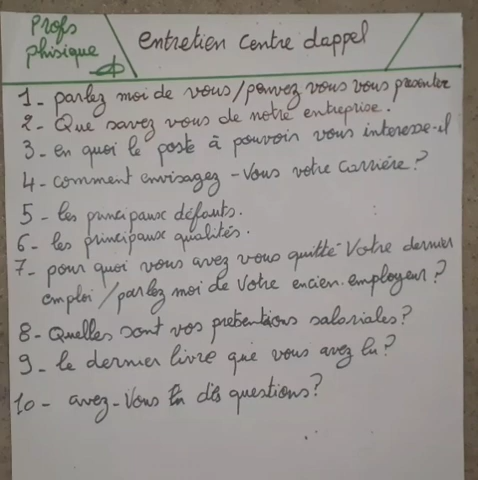 Profs
phisique
entretien Centre dappel
1 - parlez moi de vous/pouvez vous vous presenter
2 - Que savez vous de notre entreprise.
3 - en quoi le poste à pouvoir vous interesse-il
4 - comment envisagez-Vous votre carrière?
5 - les principaux défauts.
6 - les principaux qualités.
7 - pour quoi vous avez vous quitté Votre dernier
emploi/parlez moi de Votre encien employeur?
8 - Quelles sont vos pretentions salariales?
9 - le dernier livre que vous avez lu?
10 - avez-Vous des questions?